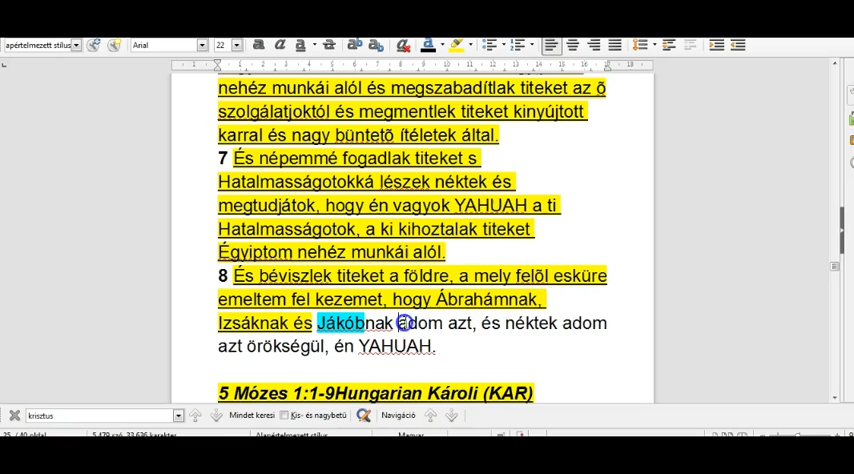 apértelmezett stílus
Arial
22
nehéz munkái alól és megszabadítlak titeket az õ
szolgálatjoktól és megmentlek titeket kinyújtott
karral és nagy büntetõ ítéletek által.
7 És népemmé fogadlak titeket s
Hatalmasságotokká lészek néktek és
megtudjátok, hogy én vagyok YAHUAH a ti
Hatalmasságotok, a ki kihoztalak titeket
Égyiptom nehéz munkái alól.
8 És béviszlek titeket a földre, a mely felõl esküre
emeltem fel kezemet, hogy Ábrahámnak,
Izsáknak és Jákóbnak adom azt, és néktek adom
azt örökségül, én YAHUAH.
5 Mózes 1:1-9Hungarian Károli (KAR)
krisztus
Mindet keresi
Kis- és nagybetű
Navigáció